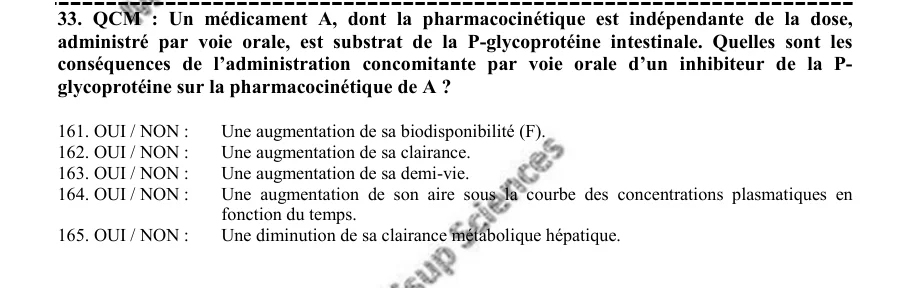 33. QCM : Un médicament A, dont la pharmacocinétique est indépendante de la dose,
administré par voie orale, est substrat de la P-glycoprotéine intestinale. Quelles sont les
conséquences de l'administration concomitante par voie orale d'un inhibiteur de la P-
glycoprotéine sur la pharmacocinétique de A ?
161. OUI / NON : Une augmentation de sa biodisponibilité (F).
162. OUI / NON : Une augmentation de sa clairance.
163. OUI / NON : Une augmentation de sa demi-vie.
164. OUI / NON : Une augmentation de son aire sous la courbe des concentrations plasmatiques en
fonction du temps.
165. OUI / NON : Une diminution de sa clairance métabolique hépatique.
Sciences